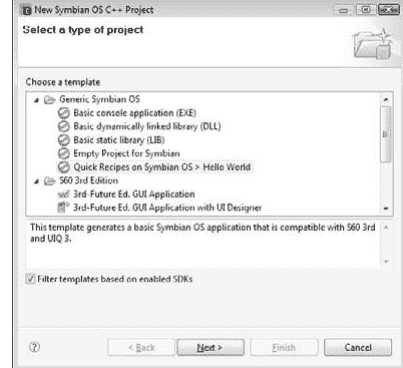 New Symbian OS C++ Project
Select a type of project
Choose a template
Generic Symbian OS
Basic console application (EXE)
Basic dynamically linked library (DLL)
Basic static library (LIB)
Empty Project for Symbian
Quick Recipes on Symbian OS > Hello World
S60 3rd Edition
3rd-Future Ed. GUI Application
3rd-Future Ed. GUI Application with UI Designer
This template generates a basic Symbian OS application that is compatible with S60 3rd
and UIQ 3.
Filter templates based on enabled SDKs
? < Back Next > Finish Cancel